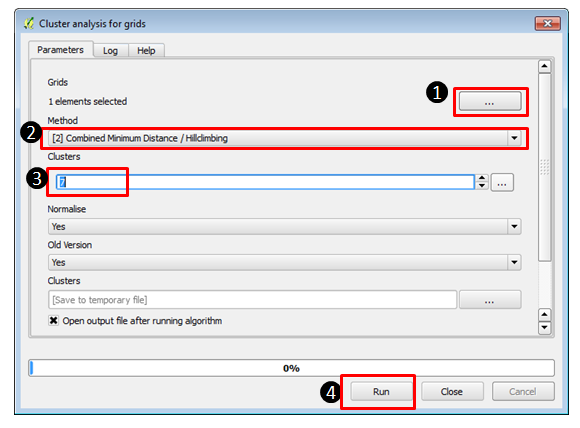 Cluster analysis for grids
Parameters Log Help
Grids
1
1 elements selected ...
Method
2 [2] Combined Minimum Distance / Hillclimbing
Clusters
3 7 ...
Normalise
Yes
Old Version
Yes
Clusters
[Save to temporary file] ...
Open output file after running algorithm
0%
4 Run Close Cancel